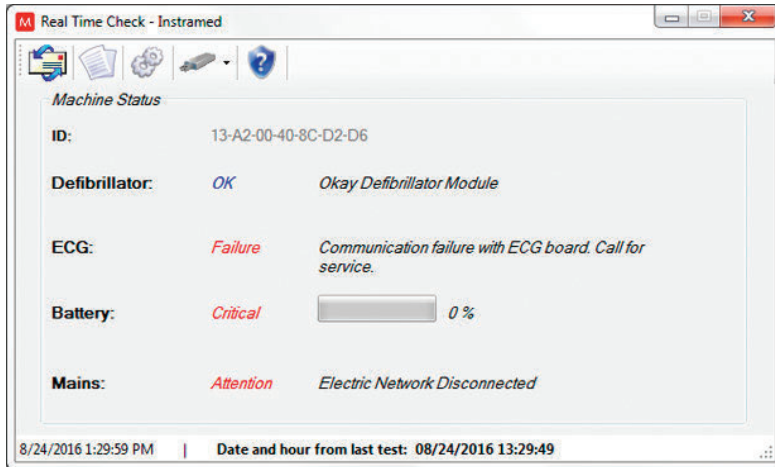 M Real Time Check - Instramed
Machine Status
ID: 13-A2-00-40-8C-D2-D6
Defibrillator: OK Okay Defibrillator Module
ECG: Failure Communication failure with ECG board. Call for
service.
Battery: Critical 0 %
Mains: Attention Electric Network Disconnected
8/24/2016 1:29:59 PM | Date and hour from last test: 08/24/2016 13:29:49